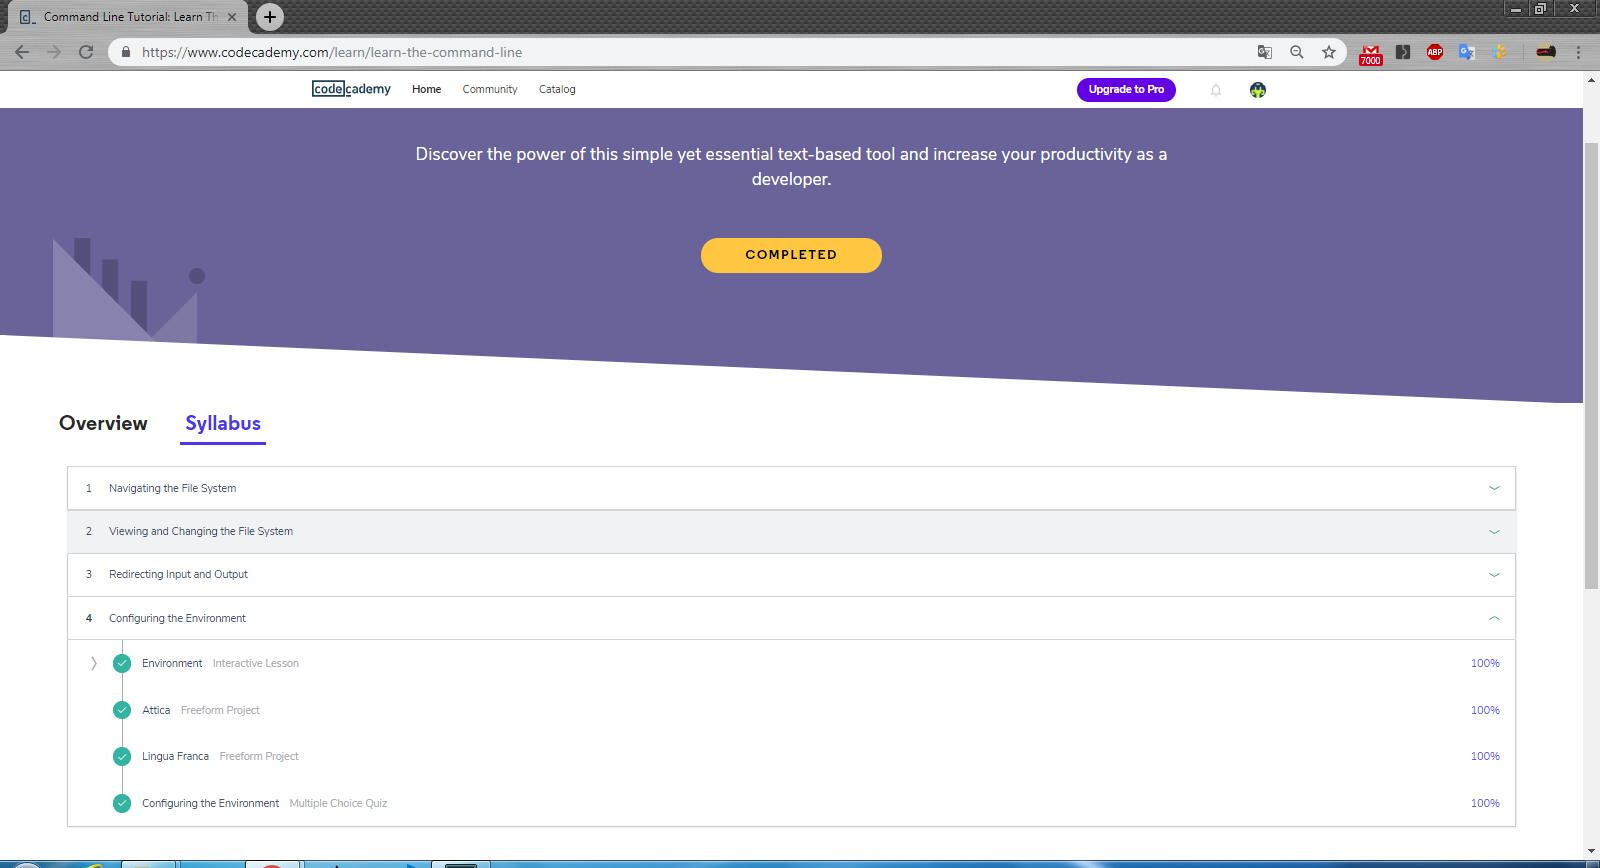 Command Line Tutorial: Learn Th
https://www.codecademy.com/learn/learn-the-command-line
7000
ABP
codecademy
Home
Community
Catalog
Upgrade to Pro
Discover the power of this simple yet essential text-based tool and increase your productivity as a
developer.
COMPLETED
Overview
Syllabus
1 Navigating the File System
2 Viewing and Changing the File System
3 Redirecting Input and Output
4 Configuring the Environment
Environment Interactive Lesson 100%
Attica Freeform Project 100%
Lingua Franca Freeform Project 100%
Configuring the Environment Multiple Choice Quiz 100%